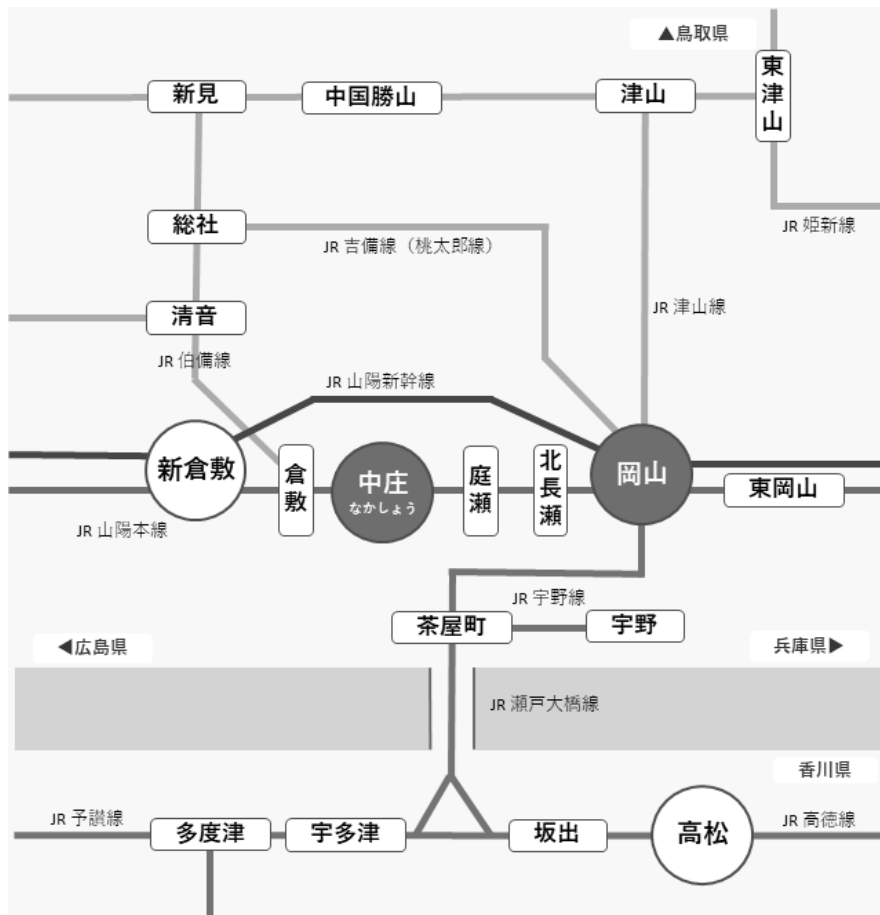 ▲鳥取県
東津山
新見
中国勝山
津山
JR 姫新線
総社
JR 吉備線（桃太郎線）
JR 津山線
清音
JR 伯備線
JR 山陽新幹線
新倉敷
倉敷
中庄
なかしょう
庭瀬
北長瀬
岡山
東岡山
JR 山陽本線
JR 宇野線
茶屋町
宇野
◀広島県
兵庫県▶
JR 瀬戸大橋線
香川県
JR 予讃線
多度津
宇多津
坂出
高松
JR 高徳線